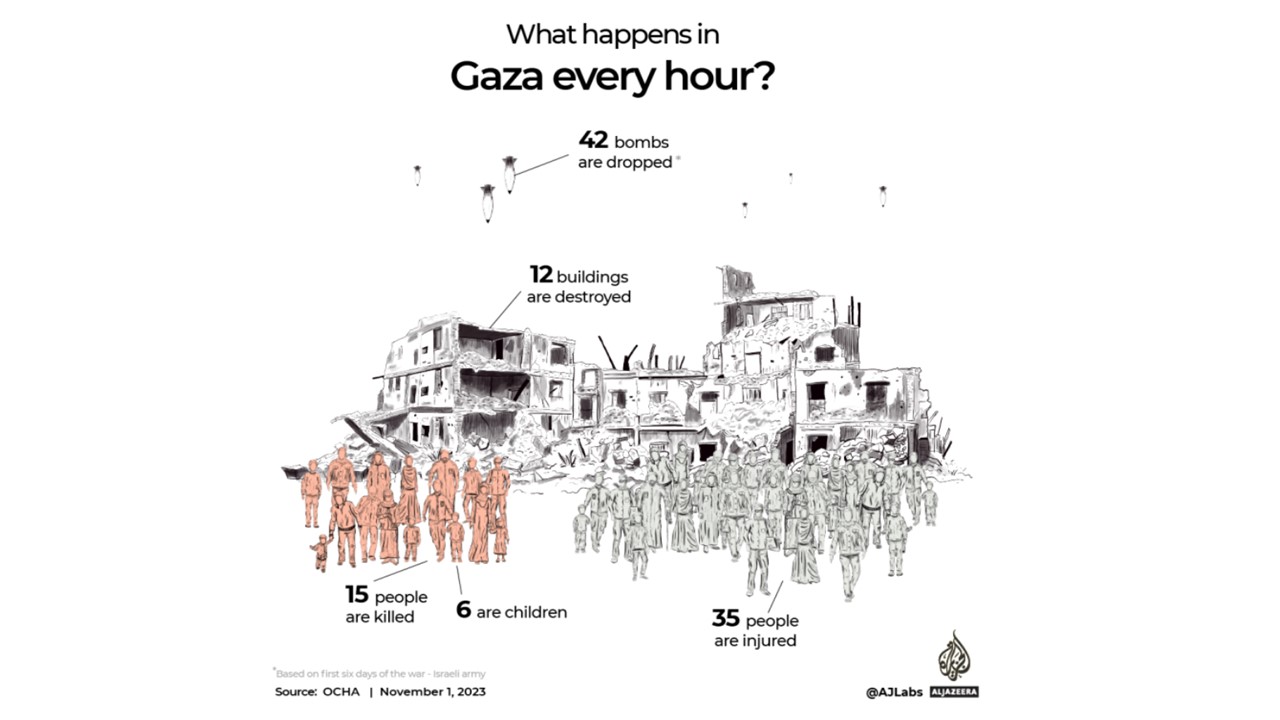 What happens in
Gaza every hour?
42 bombs
are dropped*
12 buildings
are destroyed
15 people
are killed
6 are children
35 people
are injured
*Based on first six days of the war - Israeli army
Source: OCHA | November 1, 2023
@AJLabs ALJAZEERA